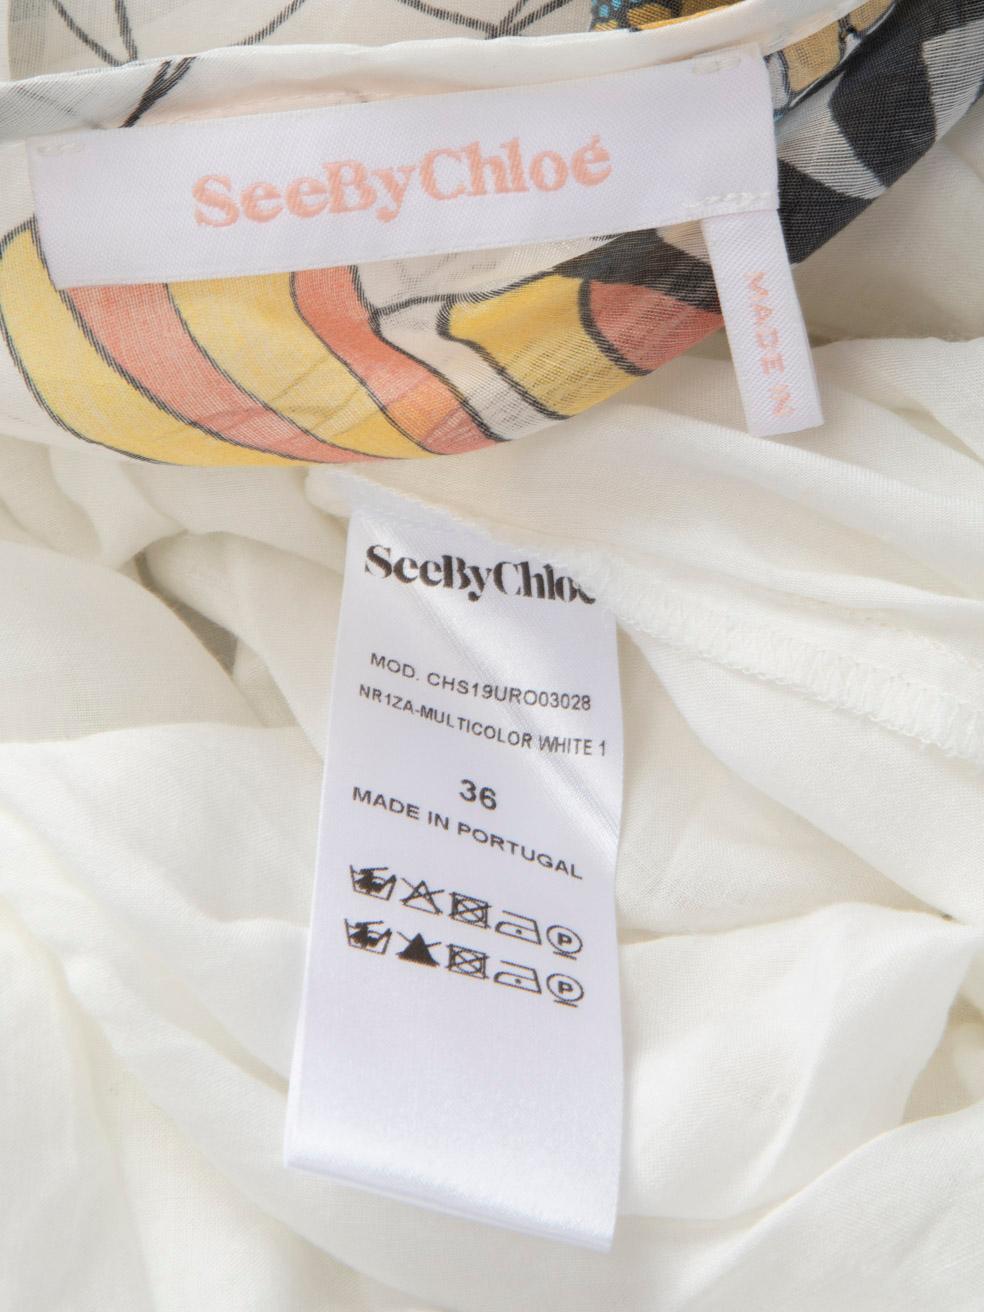 SeeByChloé
MADE IN
SeeByChloé
MOD. CHS19URO03028
NR1ZA-MULTICOLOR WHITE 1
36
MADE IN PORTUGAL
P
P